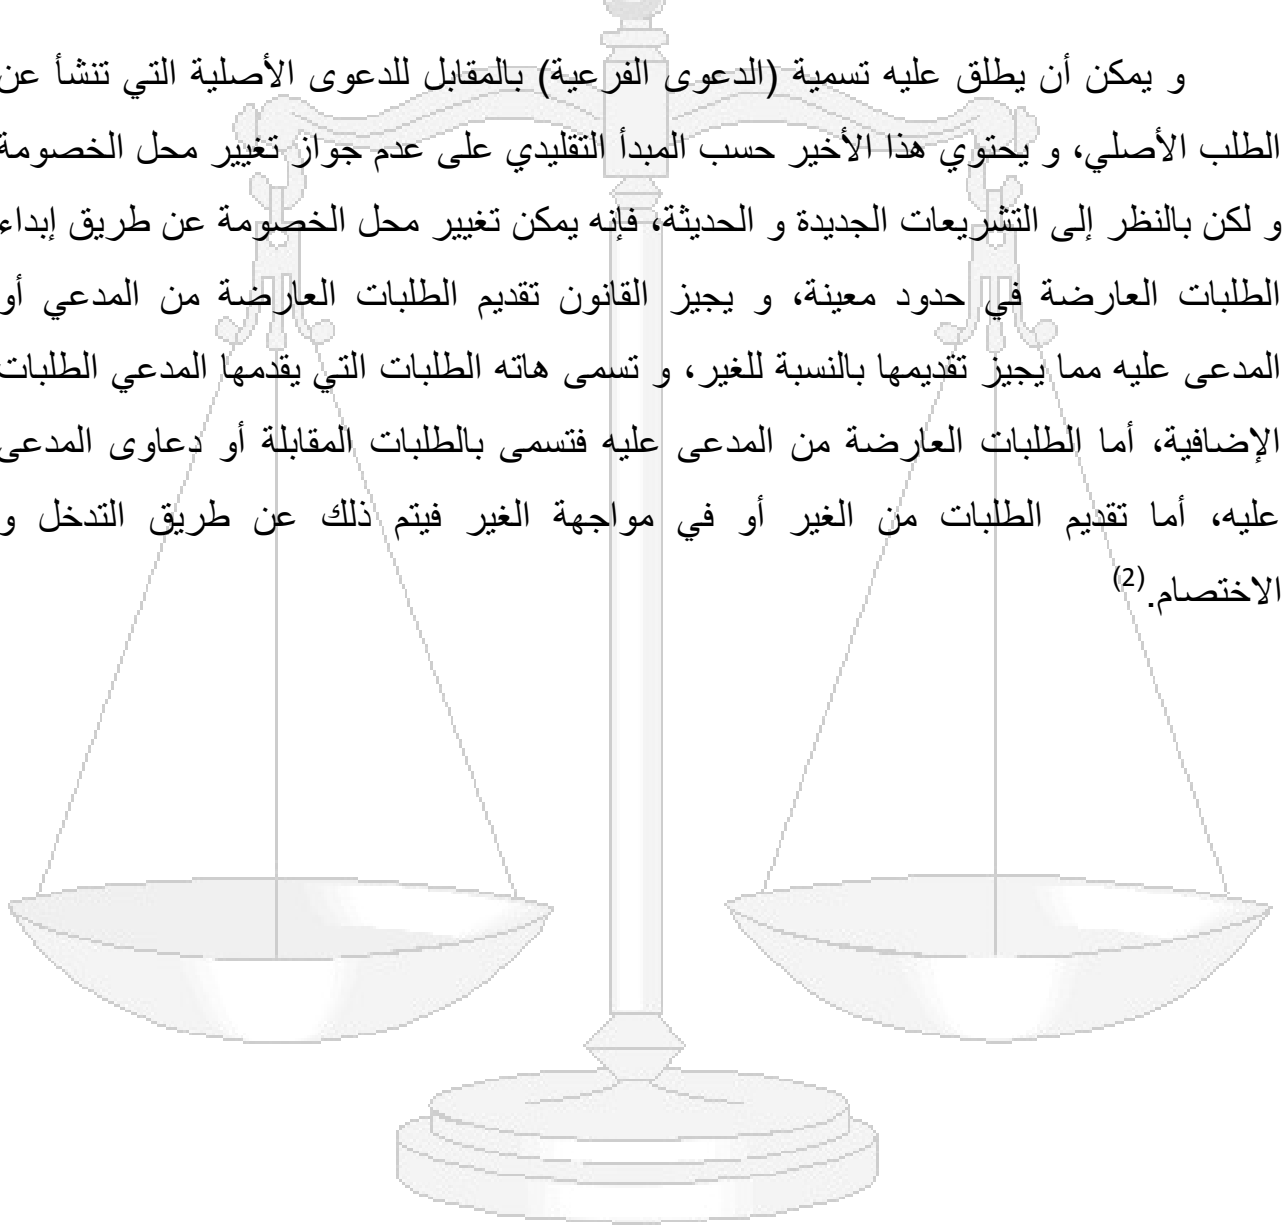 و يمكن أن يطلق عليه تسمية (الدعوى الفرعية) بالمقابل للدعوى الأصلية التي تنشأ عن
الطلب الأصلي، و يحتوي هذا الأخير حسب المبدأ التقليدي على عدم جواز تغيير محل الخصومة
و لكن بالنظر إلى التشريعات الجديدة و الحديثة، فإنه يمكن تغيير محل الخصومة عن طريق إبداء
الطلبات العارضة في حدود معينة، و يجيز القانون تقديم الطلبات العارضة من المدعي أو
المدعى عليه مما يجيز تقديمها بالنسبة للغير، و تسمى هاته الطلبات التي يقدمها المدعي الطلبات
الإضافية، أما الطلبات العارضة من المدعى عليه فتسمى بالطلبات المقابلة أو دعاوى المدعى
عليه، أما تقديم الطلبات من الغير أو في مواجهة الغير فيتم ذلك عن طريق التدخل و
الاختصام.(2)